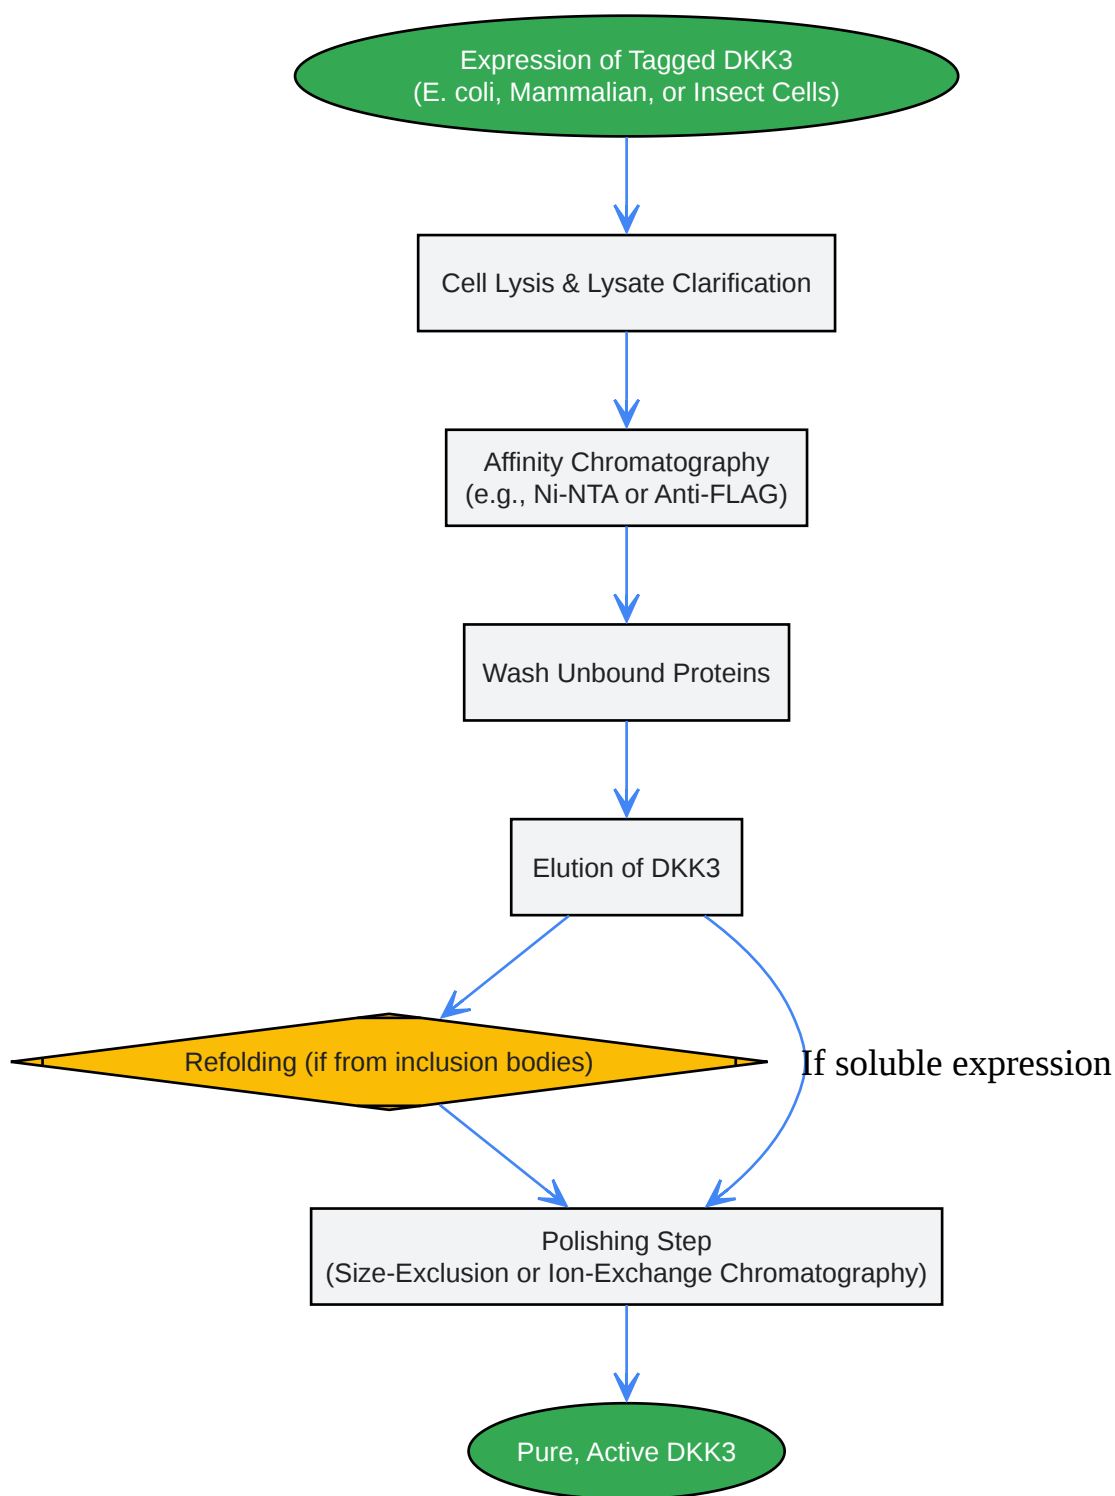 Expression of Tagged DKK3
(E. coli, Mammalian, or Insect Cells)
Cell Lysis & Lysate Clarification
Affinity Chromatography
(e.g., Ni-NTA or Anti-FLAG)
Wash Unbound Proteins
Elution of DKK3
Refolding (if from inclusion bodies)
If soluble expression
Polishing Step
(Size-Exclusion or Ion-Exchange Chromatography)
Pure, Active DKK3